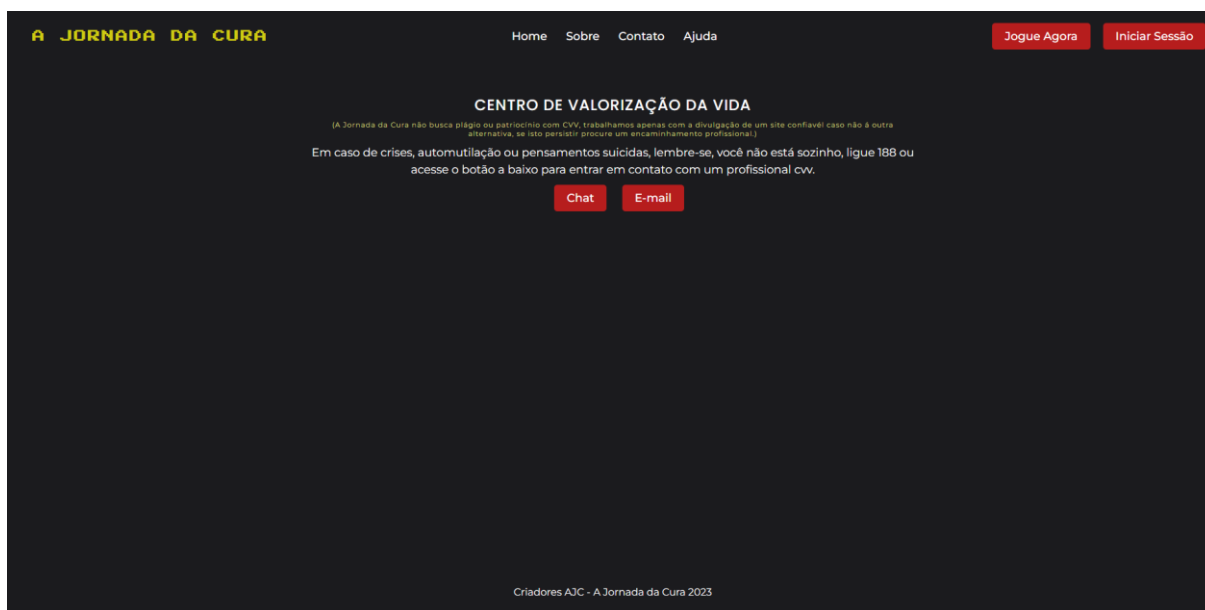 A JORNADA DA CURA
Home Sobre Contato Ajuda
Jogue Agora Iniciar Sessão
CENTRO DE VALORIZAÇÃO DA VIDA
(A Jornada da Cura não busca plágio ou patriocínio com CVV, trabalhamos apenas com a divulgação de um site confiavél caso não á outra
alternativa, se isto persistir procure um encaminhamento profissional.)
Em caso de crises, automutilação ou pensamentos suicidas, lembre-se, você não está sozinho, ligue 188 ou
acesse o botão a baixo para entrar em contato com um profissional cvv.
Chat E-mail
Criadores AJC - A Jornada da Cura 2023